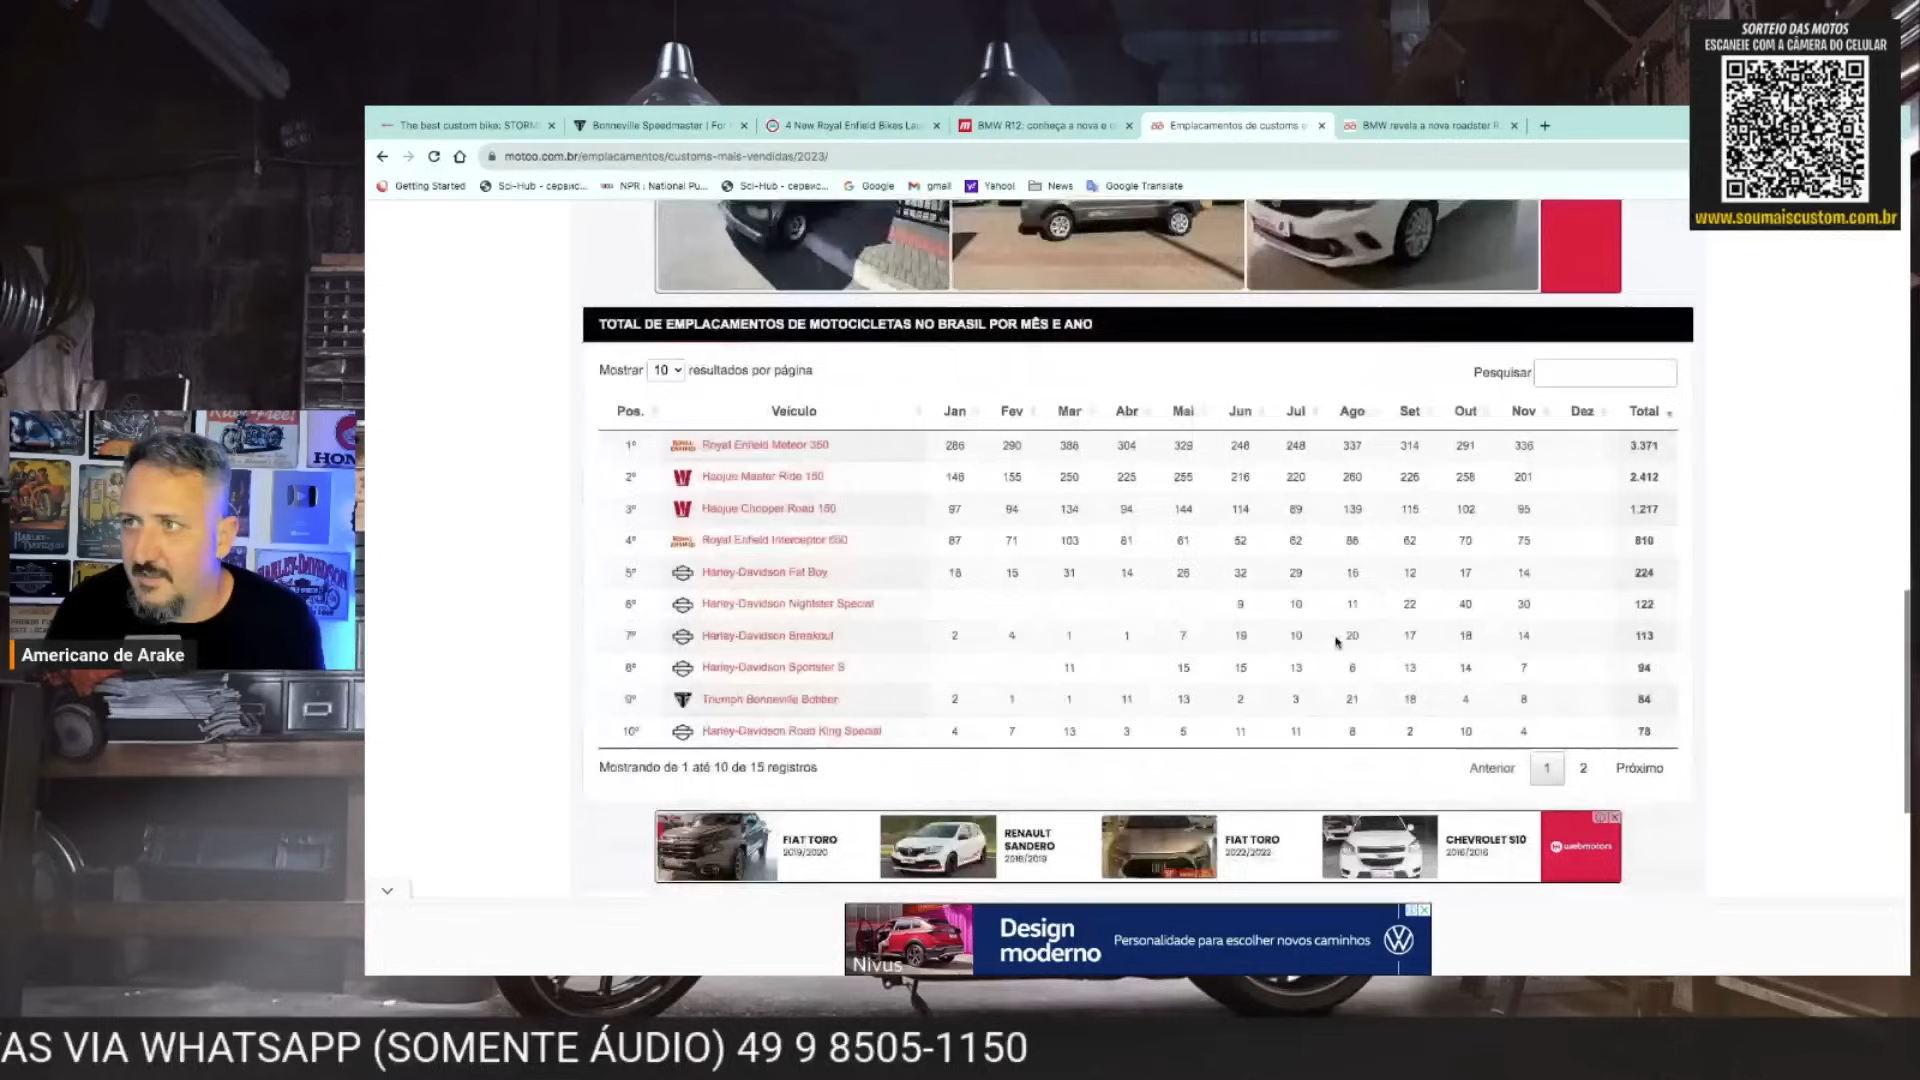 SORTEIO DAS MOTOS
ESCANEIE COM A CÂMERA DO CELULAR
www.soumaiscustom.com.br
The best custom bike: STORM
Bonneville Speedmaster | For
4 New Royal Enfield Bikes Lau
BMW R12: conheça a nova e
Emplacamentos de customs e
BMW revela a nova roadster R
motoo.com.br/emplacamentos/customs-mais-vendidas/2023/
Getting Started
Sci-Hub - сервис...
NPR : National Pu...
Sci-Hub - сервис...
Google
gmail
Yahoo!
News
Google Translate
TOTAL DE EMPLACAMENTOS DE MOTOCICLETAS NO BRASIL POR MÊS E ANO
Mostrar 10 resultados por página
Pesquisar
Pos. Veículo Jan Fev Mar Abr Mai Jun Jul Ago Set Out Nov Dez Total
1º Royal Enfield Meteor 350 286 290 388 304 329 248 248 337 314 291 336 3.371
2º Haojue Master Ride 150 146 155 250 225 255 216 220 260 226 258 201 2.412
3º Haojue Chopper Road 150 97 94 134 94 144 114 89 139 115 102 95 1.217
4º Royal Enfield Interceptor 650 87 71 103 81 61 52 62 86 62 70 75 810
5º Harley-Davidson Fat Boy 18 15 31 14 26 32 29 16 12 17 14 224
6º Harley-Davidson Nightster Special 9 10 11 22 40 30 122
7º Harley-Davidson Breakout 2 4 1 1 7 19 10 20 17 18 14 113
8º Harley-Davidson Sportster S 11 15 15 13 6 13 14 7 94
9º Triumph Bonneville Bobber 2 1 1 11 13 2 3 21 18 4 8 84
10º Harley-Davidson Road King Special 4 7 13 3 5 11 11 8 2 10 4 78
Mostrando de 1 até 10 de 15 registros
Anterior 1 2 Próximo
FIAT TORO
2019/2020
RENAULT
SANDERO
2018/2019
FIAT TORO
2022/2022
CHEVROLET S10
2016/2016
webmotors
Nivus
Design
moderno
Personalidade para escolher novos caminhos
HON
HARLEY-DAVIDSON
Americano de Arake
TAS VIA WHATSAPP (SOMENTE ÁUDIO) 49 9 8505-1150